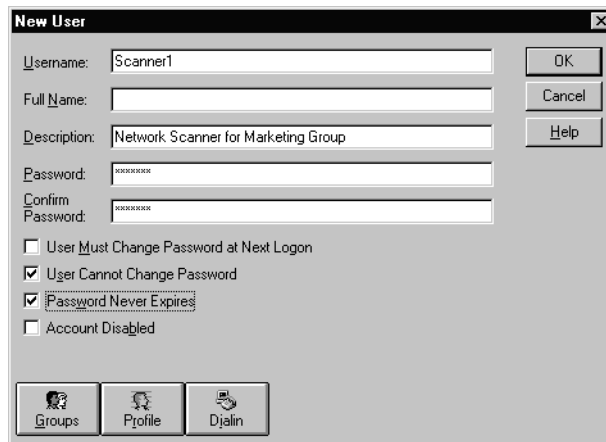 New User
Username: Scanner1
OK
Full Name:
Cancel
Description: Network Scanner for Marketing Group
Help
Password: *******
Confirm
Password: *******
User Must Change Password at Next Logon
User Cannot Change Password
Password Never Expires
Account Disabled
Groups Profile Dialin